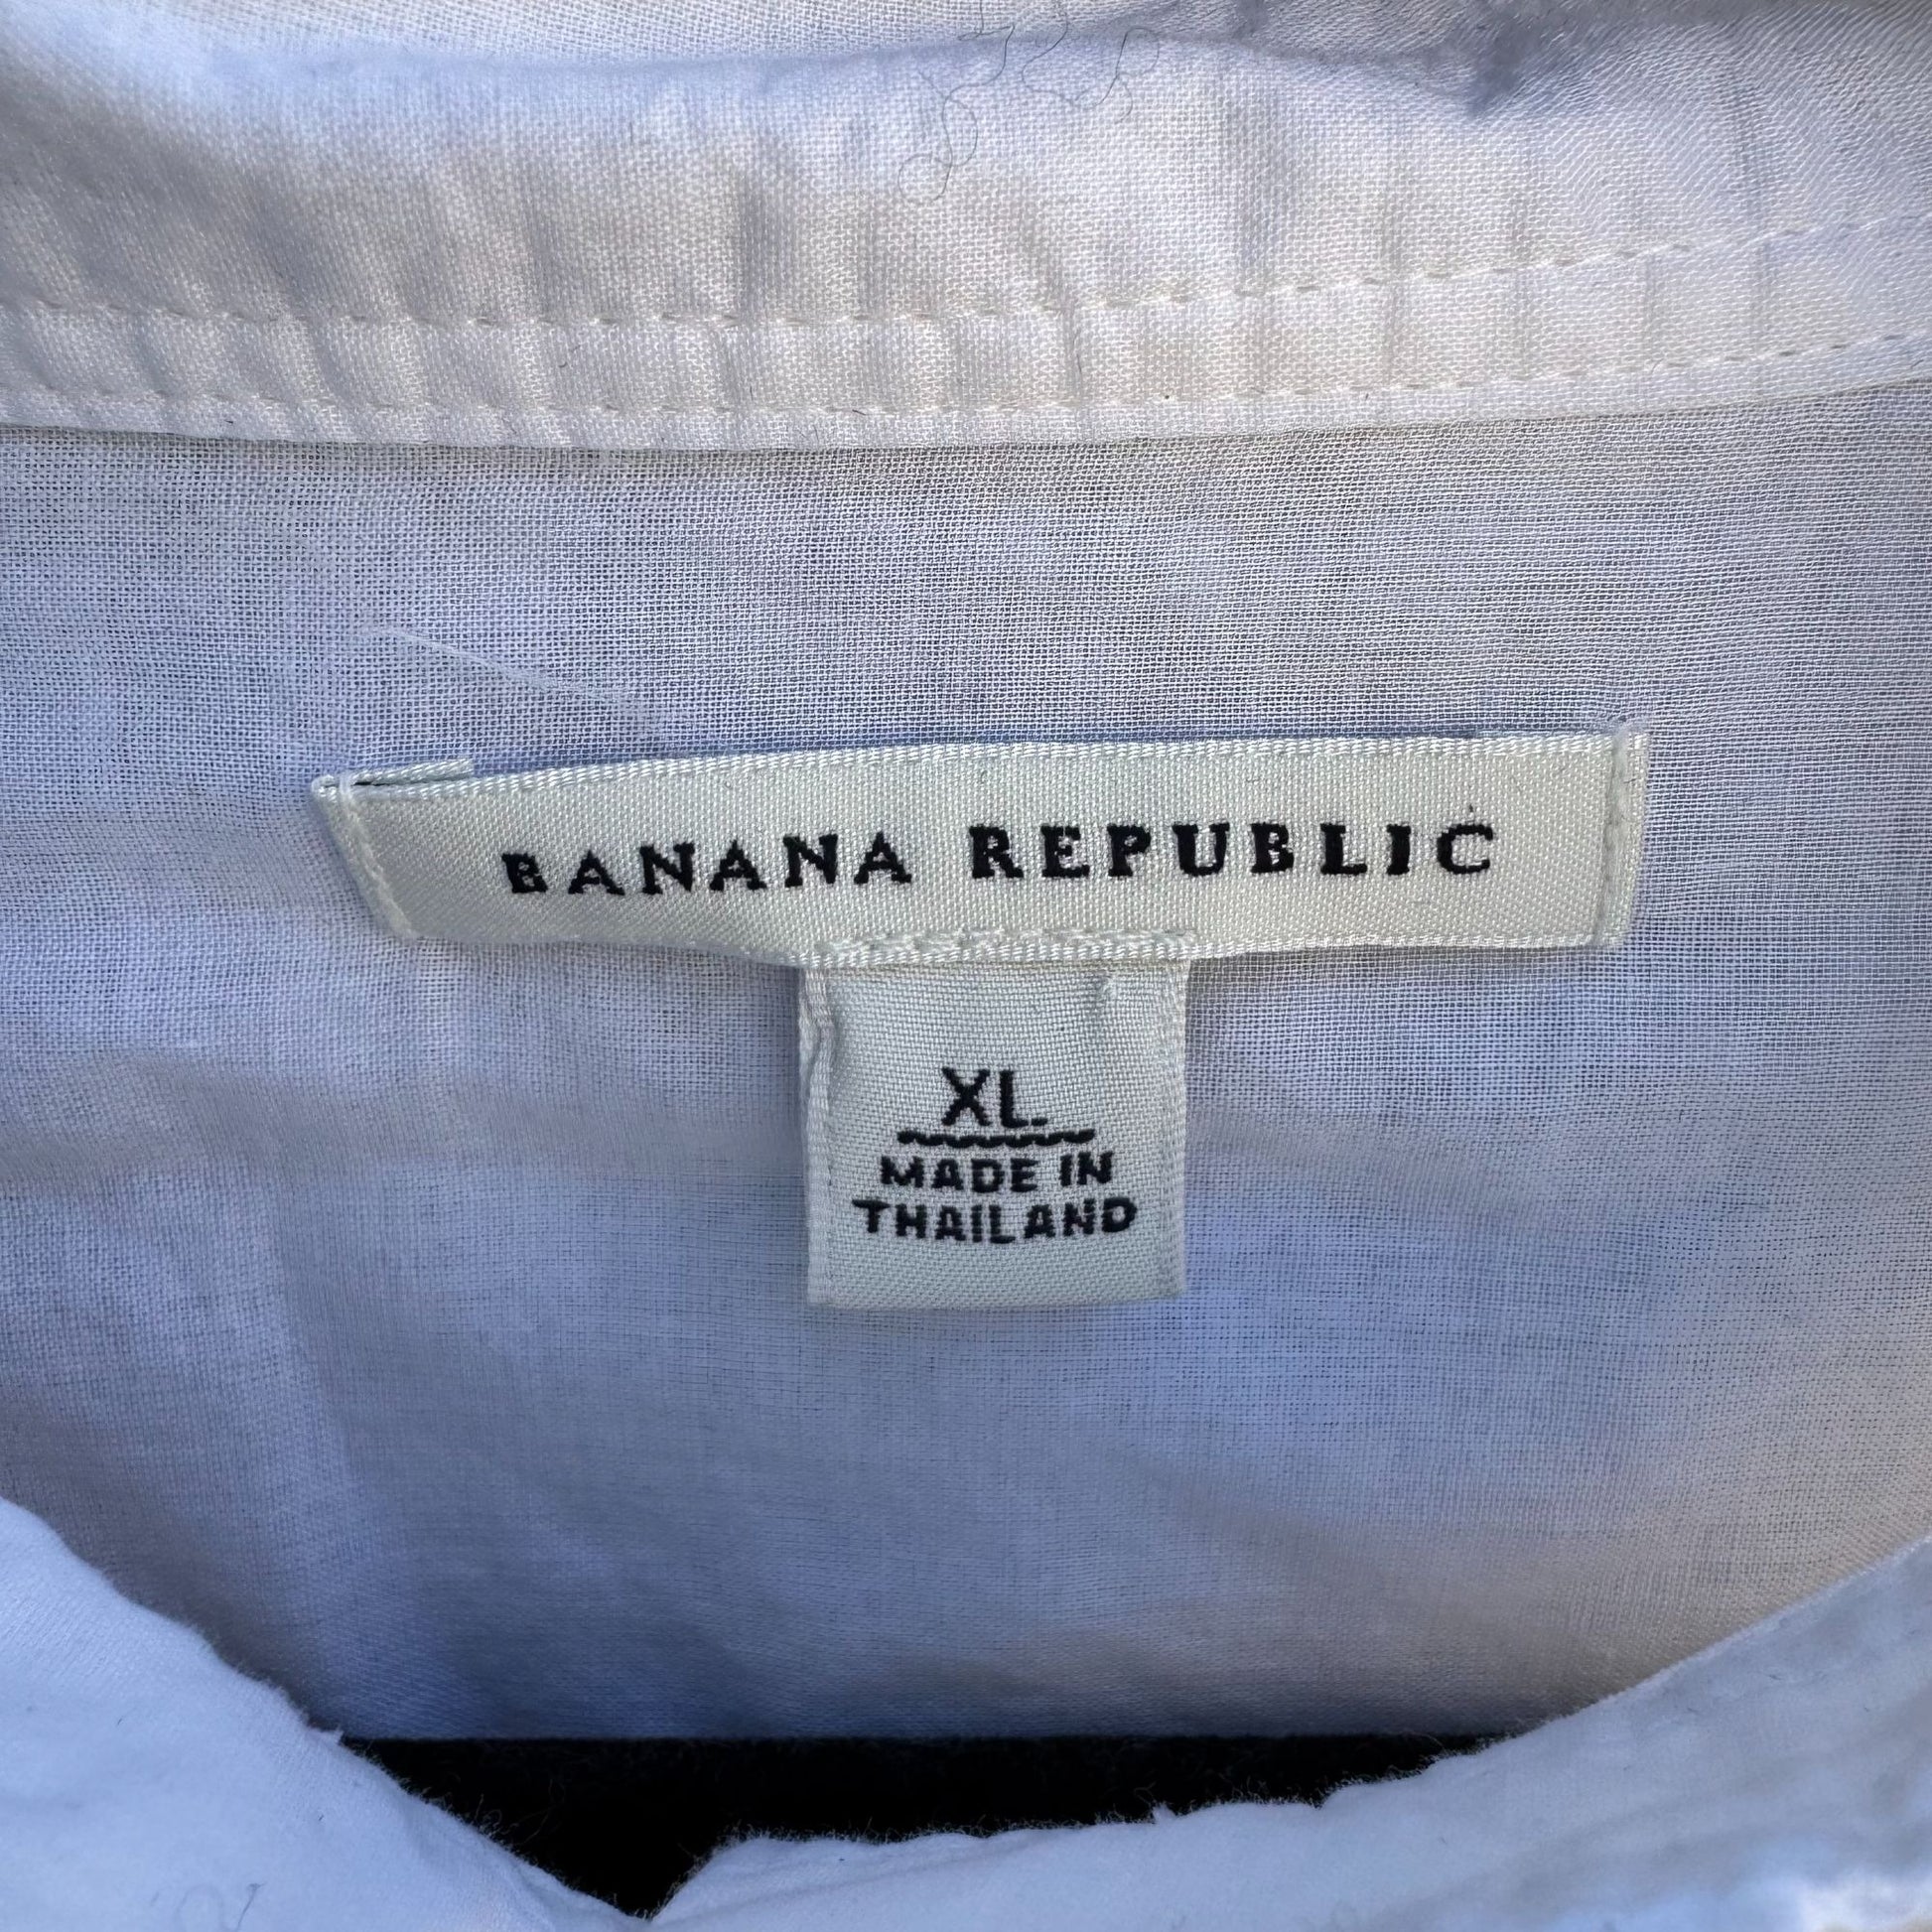 BANANA REPUBLIC
XL
MADE IN
THAILAND